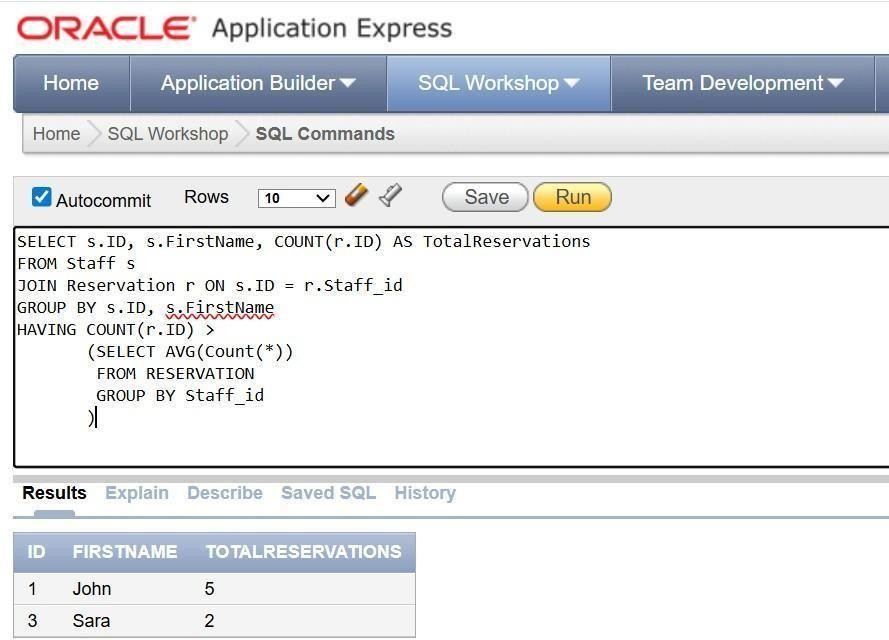 ORACLE® Application Express
Home Application Builder SQL Workshop Team Development
Home SQL Workshop SQL Commands
Autocommit Rows 10 Save Run
SELECT s.ID, s.FirstName, COUNT(r.ID) AS TotalReservations
FROM Staff s
JOIN Reservation r ON s.ID = r.Staff_id
GROUP BY s.ID, s.FirstName
HAVING COUNT(r.ID) >
(SELECT AVG(Count(*))
FROM RESERVATION
GROUP BY Staff_id
)
Results Explain Describe Saved SQL History
ID FIRSTNAME TOTALRESERVATIONS
1 John 5
3 Sara 2